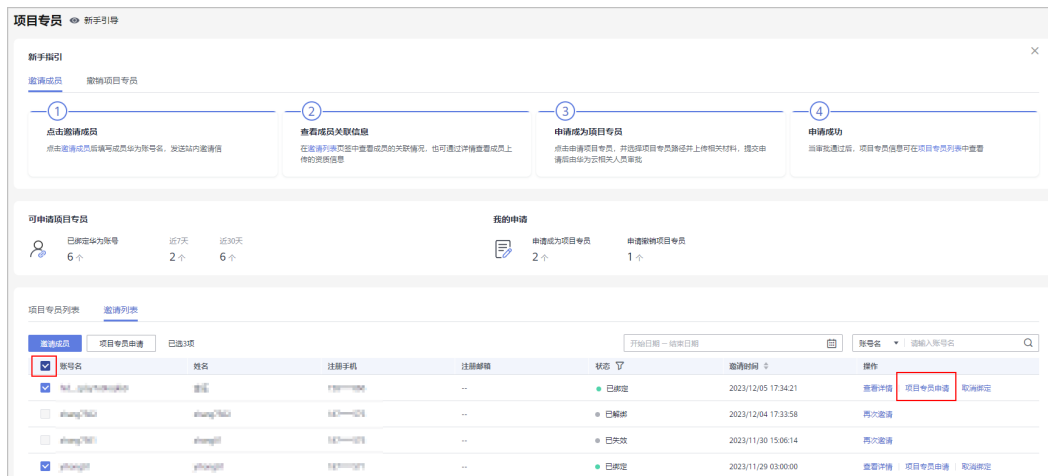 项目专员 新手引导
新手指引
邀请成员 撤销项目专员
1 2 3 4
点击邀请成员
点击邀请成员后填写成员华为账号名，发送站内邀请信
查看成员关联信息
在邀请列表页签中查看成员的关联情况，也可通过详情查看成员上
传的资质信息
申请成为项目专员
点击申请项目专员，并选择项目专员路径并上传相关材料，提交申
请后由华为云相关人员审批
申请成功
当审批通过后，项目专员信息可在项目专员列表中查看
可申请项目专员
已绑定华为账号 近7天 近30天
6 个 2 个 6 个
我的申请
申请成为项目专员 申请撤销项目专员
2 个 1 个
项目专员列表 邀请列表
邀请成员 项目专员申请 已选3项 开始日期 – 结束日期 账号名 请输入账号名
账号名 姓名 注册手机 注册邮箱 状态 邀请时间 操作
-- 已绑定 2023/12/05 17:34:21 查看详情 项目专员申请 取消绑定
-- 已解绑 2023/12/04 17:33:58 再次邀请
-- 已失效 2023/11/30 15:06:14 再次邀请
-- 已绑定 2023/11/29 03:00:00 查看详情 项目专员申请 取消绑定